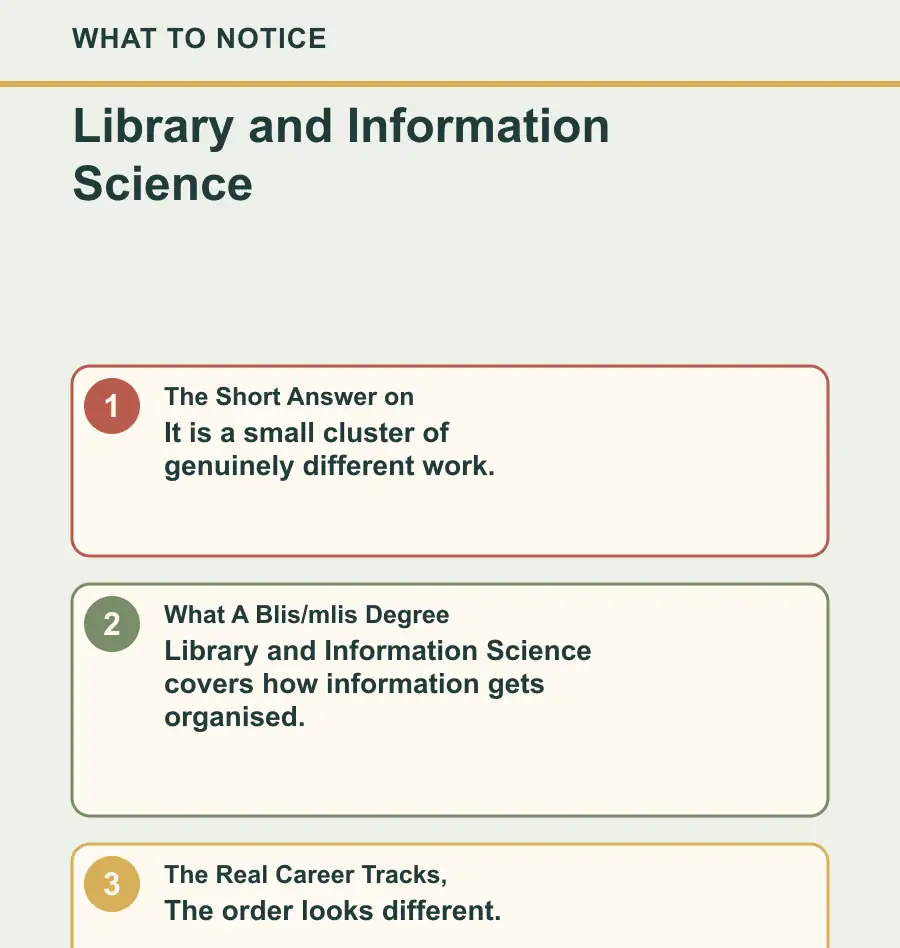 WHAT TO NOTICE
Library and Information
Science
1
The Short Answer on
It is a small cluster of
genuinely different work.
2
What A Blis/mlis Degree
Library and Information Science
covers how information gets
organised.
3
The Real Career Tracks,
The order looks different.